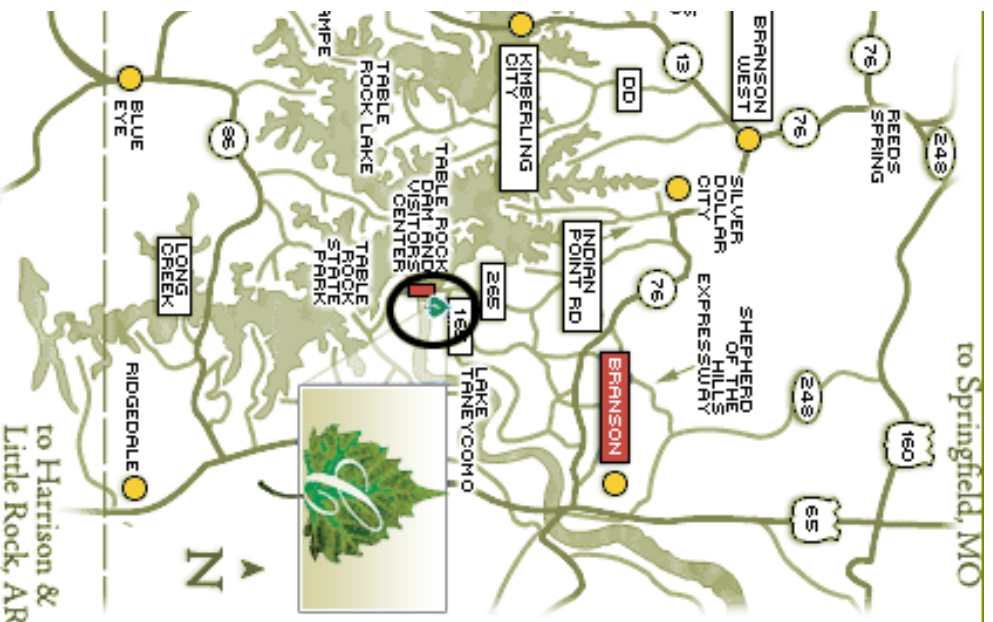 to Springfield, MO
248
160
REEDS
SPRING
76
65
248
76
BRANSON
WEST
SHEPHERD
OF THE
HILLS
EXPRESSWAY
SILVER
DOLLAR
CITY
13
76
DD
BRANSON
INDIAN
POINT RD
KIMBERLING
CITY
265
LAKE
TANEYCOMO
165
TABLE ROCK
DAM AND
VISITORS
CENTER
TABLE
ROCK LAKE
TABLE
ROCK
STATE
PARK
AMPE
86
N
LONG
CREEK
BLUE
EYE
RIDGEDALE
to Harrison &
Little Rock, AR